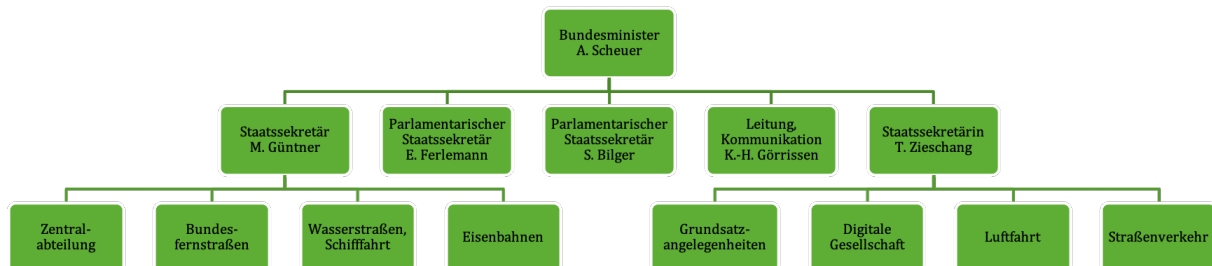 Bundesminister
A. Scheuer
Staatssekretär
M. Güntner
Parlamentarischer
Staatssekretär
E. Ferlemann
Parlamentarischer
Staatssekretär
S. Bilger
Leitung,
Kommunikation
K.-H. Görrissen
Staatssekretärin
T. Zieschang
Zentral-
abteilung
Bundes-
fernstraßen
Wasserstraßen,
Schifffahrt
Eisenbahnen
Grundsatz-
angelegenheiten
Digitale
Gesellschaft
Luftfahrt
Straßenverkehr